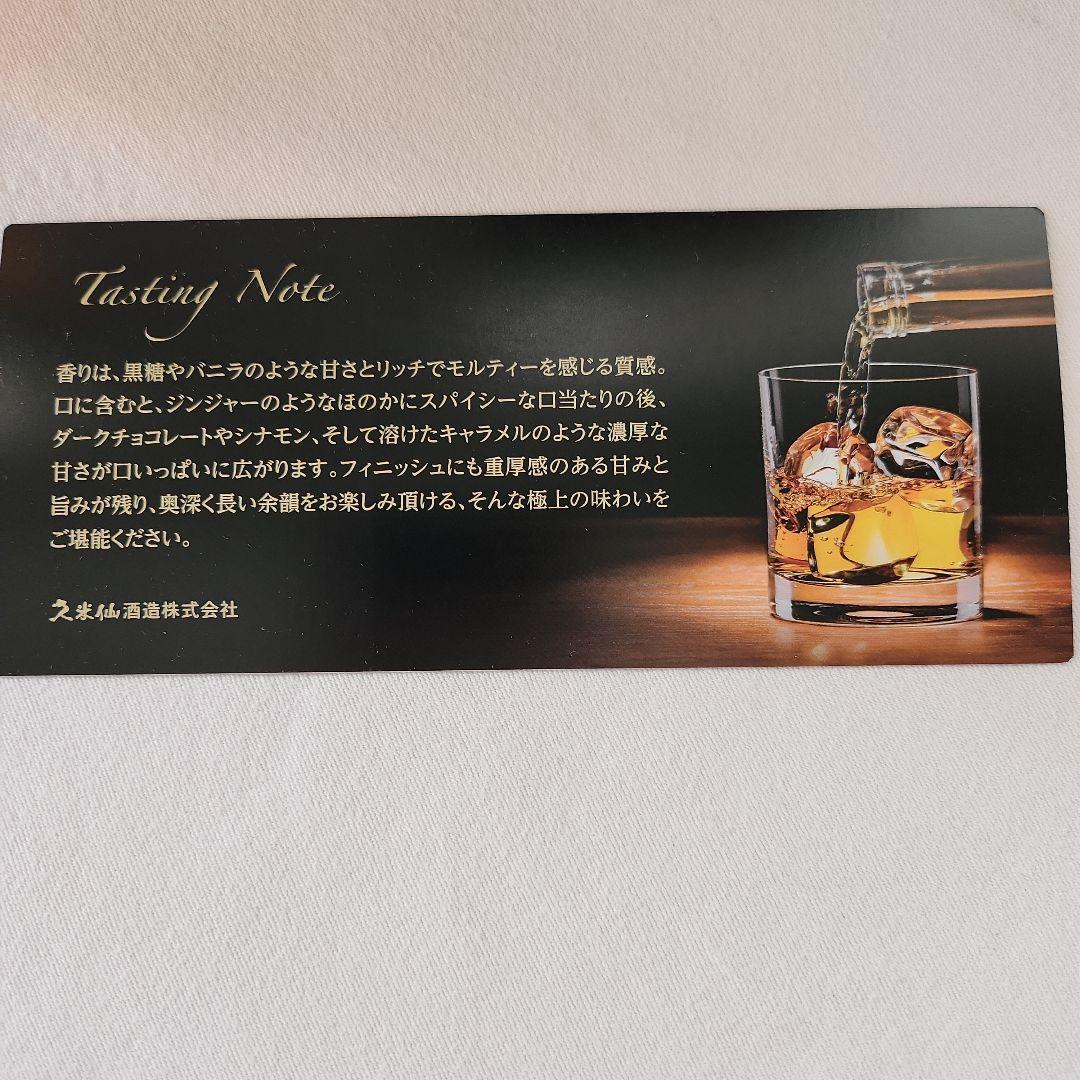 Tasting Note
香りは、黒糖やバニラのような甘さとリッチでモルティーを感じる質感。
口に含むと、ジンジャーのようなほのかにスパイシーな口当たりの後、
ダークチョコレートやシナモン、そして溶けたキャラメルのような濃厚な
甘さが口いっぱいに広がります。フィニッシュにも重厚感のある甘みと
旨みが残り、奥深く長い余韻をお楽しみ頂ける、そんな極上の味わいを
ご堪能ください。
久米仙酒造株式会社